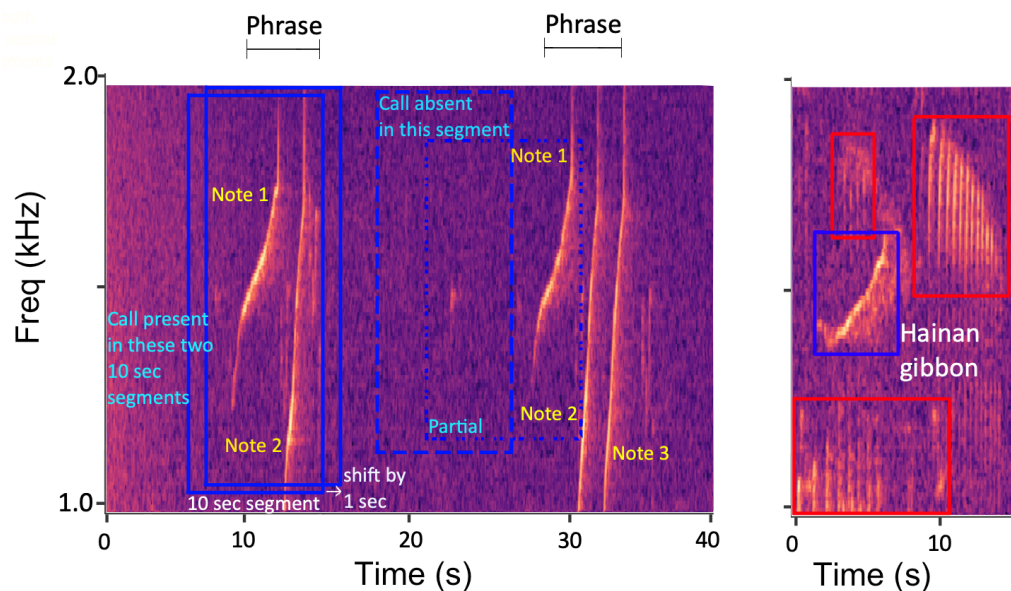 Phrase
Phrase
2.0
Call absent
in this segment
Note 1
Note 1
Freq (kHz)
Call present
in these two
10 sec
segments
Hainan
gibbon
Partial
Note 2
Note 2
Note 3
shift by
→ 1 sec
10 sec segment
1.0
0
10
20
30
40
0
10
Time (s)
Time (s)